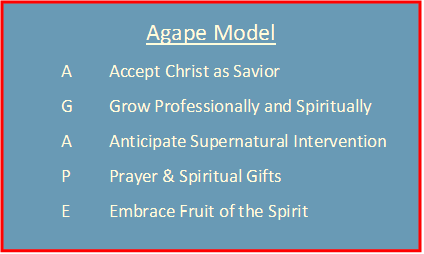 Agape Model
A Accept Christ as Savior
G Grow Professionally and Spiritually
A Anticipate Supernatural Intervention
P Prayer & Spiritual Gifts
E Embrace Fruit of the Spirit